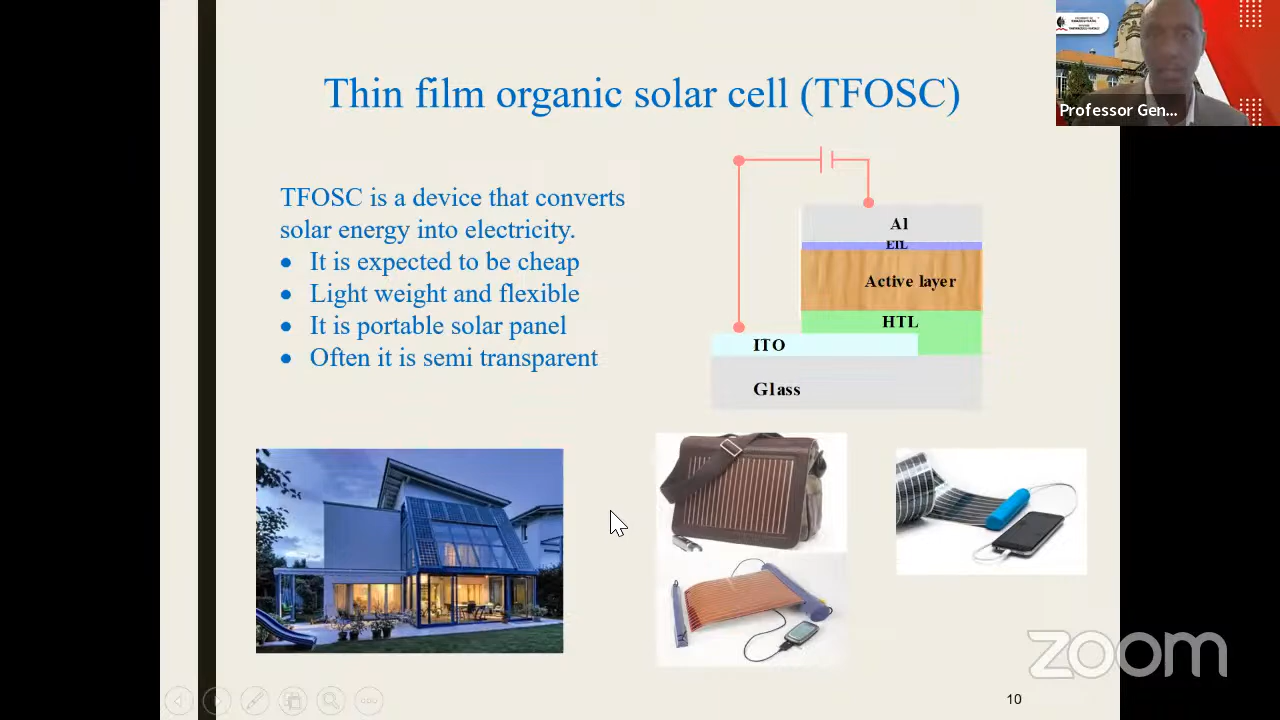 Thin film organic solar cell (TFOSC)
Professor Gen...
TFOSC is a device that converts
solar energy into electricity.
• It is expected to be cheap
• Light weight and flexible
• It is portable solar panel
• Often it is semi transparent
Al
EIL
Active layer
HTL
ITO
Glass
zoom
10